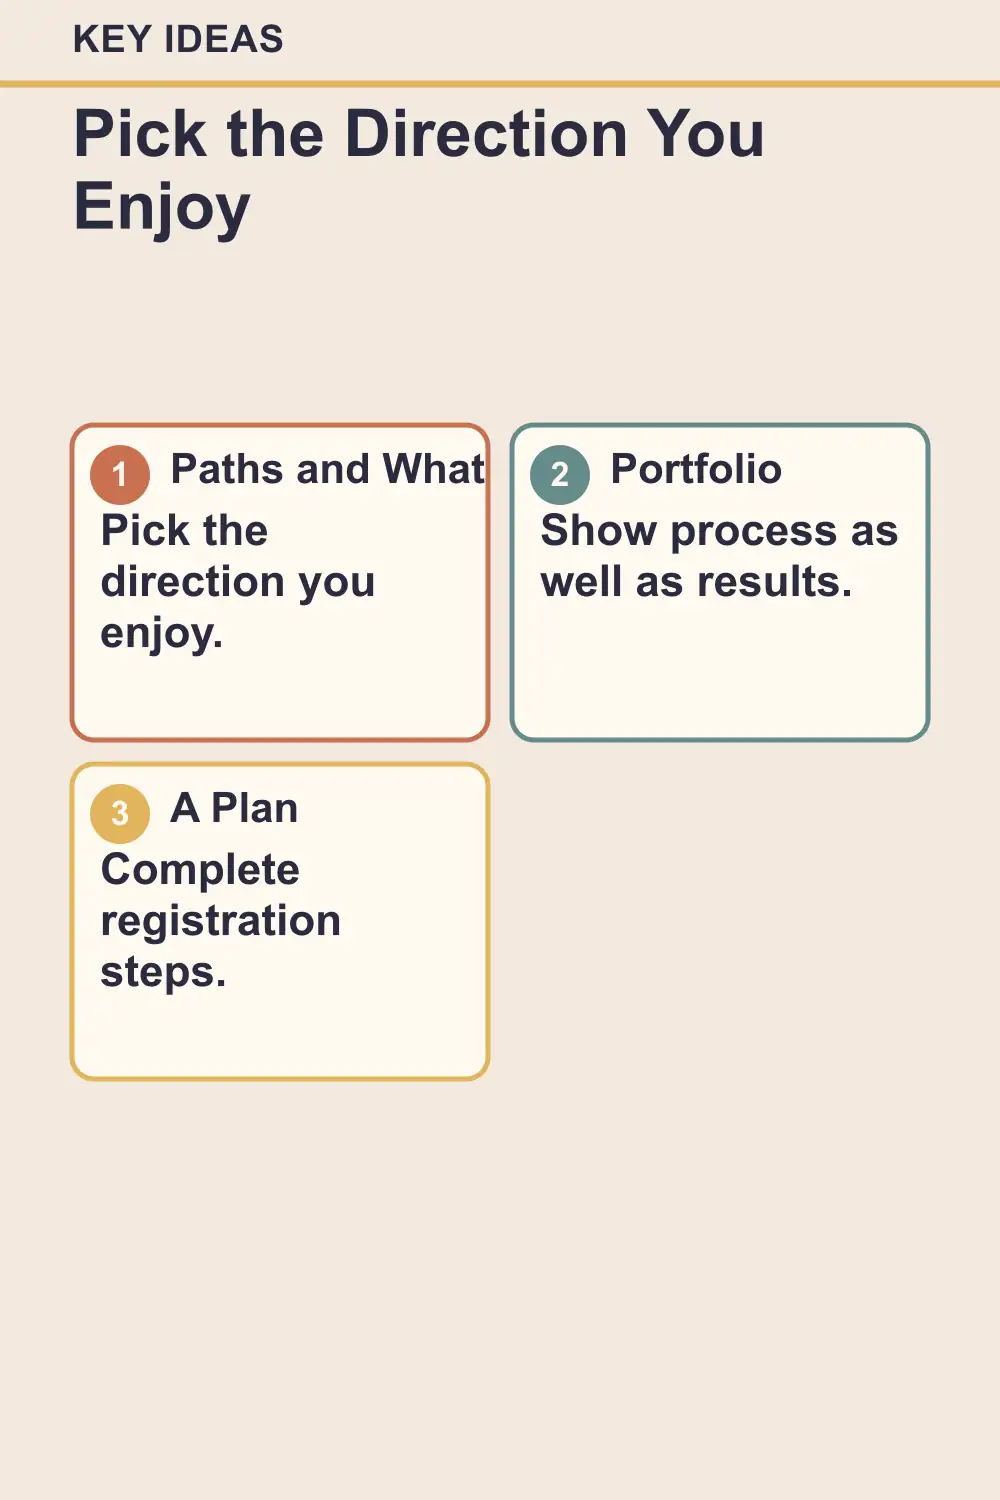 KEY IDEAS
Pick the Direction You
Enjoy
1 Paths and What
Pick the
direction you
enjoy.
2 Portfolio
Show process as
well as results.
3 A Plan
Complete
registration
steps.